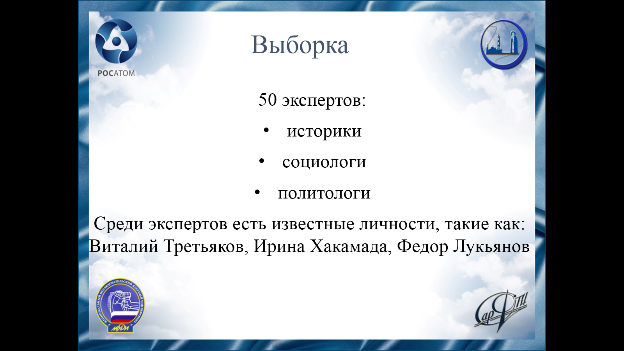 РОСАТОМ
Выборка
50 экспертов:
• историки
• социологи
• политологи
Среди экспертов есть известные личности, такие как:
Виталий Третьяков, Ирина Хакамада, Федор Лукьянов
СарФТИ